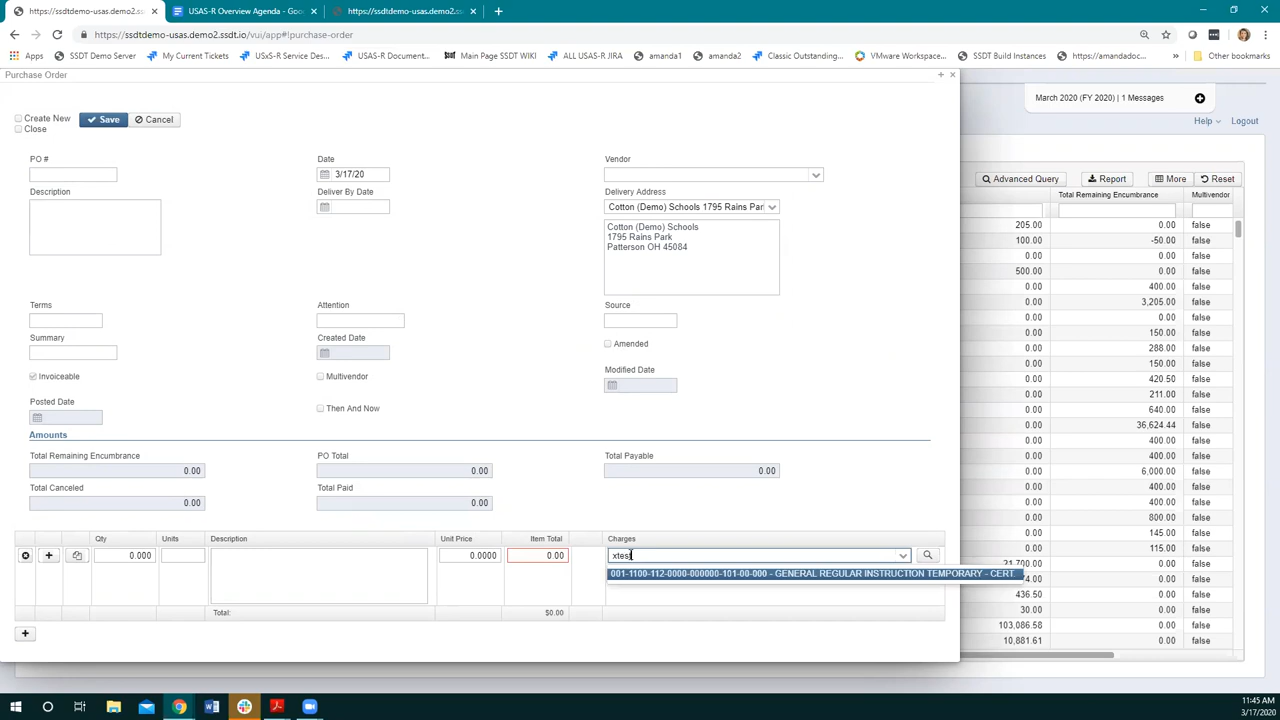 https://ssdtdemo-usas.demo2.ssdt.io
USAS-R Overview Agenda - Goo
https://ssdtdemo-usas.demo2.ssdt.io
ssdtdemo-usas.demo2.ssdt.io/vui/app#!purchase-order
SSDT Demo Server
My Current Tickets
USxS-R Service Des...
USAS-R Document...
Main Page SSDT WIKI
ALL USAS-R JIRA
amanda1
amanda2
Classic Outstanding...
VMware Workspace...
SSDT Build Instances
https://amandadoc...
Other bookmarks
Purchase Order
March 2020 (FY 2020) | 1 Messages
Help
Logout
Create New
Close
Save
Cancel
PO #
Date
3/17/20
Vendor
Description
Deliver By Date
Delivery Address
Cotton (Demo) Schools 1795 Rains Par
Cotton (Demo) Schools
1795 Rains Park
Patterson OH 45084
Terms
Attention
Source
Summary
Created Date
Amended
Invoiceable
Multivendor
Modified Date
Posted Date
Then And Now
Amounts
Total Remaining Encumbrance
0.00
PO Total
0.00
Total Payable
0.00
Total Canceled
0.00
Total Paid
0.00
Qty
Units
Description
Unit Price
Item Total
Charges
0.000
0.0000
0.00
xtes
001-1100-112-0000-000000-101-00-000 - GENERAL REGULAR INSTRUCTION TEMPORARY - CERT.
Total:
$0.00
Advanced Query
Report
More
Reset
Total Remaining Encumbrance
Multivendor
205.00 0.00 false
100.00 -50.00 false
0.00 0.00 false
500.00 0.00 false
0.00 400.00 false
0.00 3,205.00 false
0.00 0.00 false
0.00 150.00 false
0.00 288.00 false
0.00 150.00 false
0.00 420.50 false
0.00 211.00 false
0.00 640.00 false
0.00 36,624.44 false
0.00 400.00 false
0.00 400.00 false
0.00 6,000.00 false
0.00 400.00 false
0.00 400.00 false
0.00 800.00 false
0.00 145.00 false
0.00 115.00 false
21,700.00 0.00 false
4.00 0.00 false
436.50 0.00 false
30.00 0.00 false
103,086.58 0.00 false
10,881.61 0.00 false
11:45 AM
3/17/2020